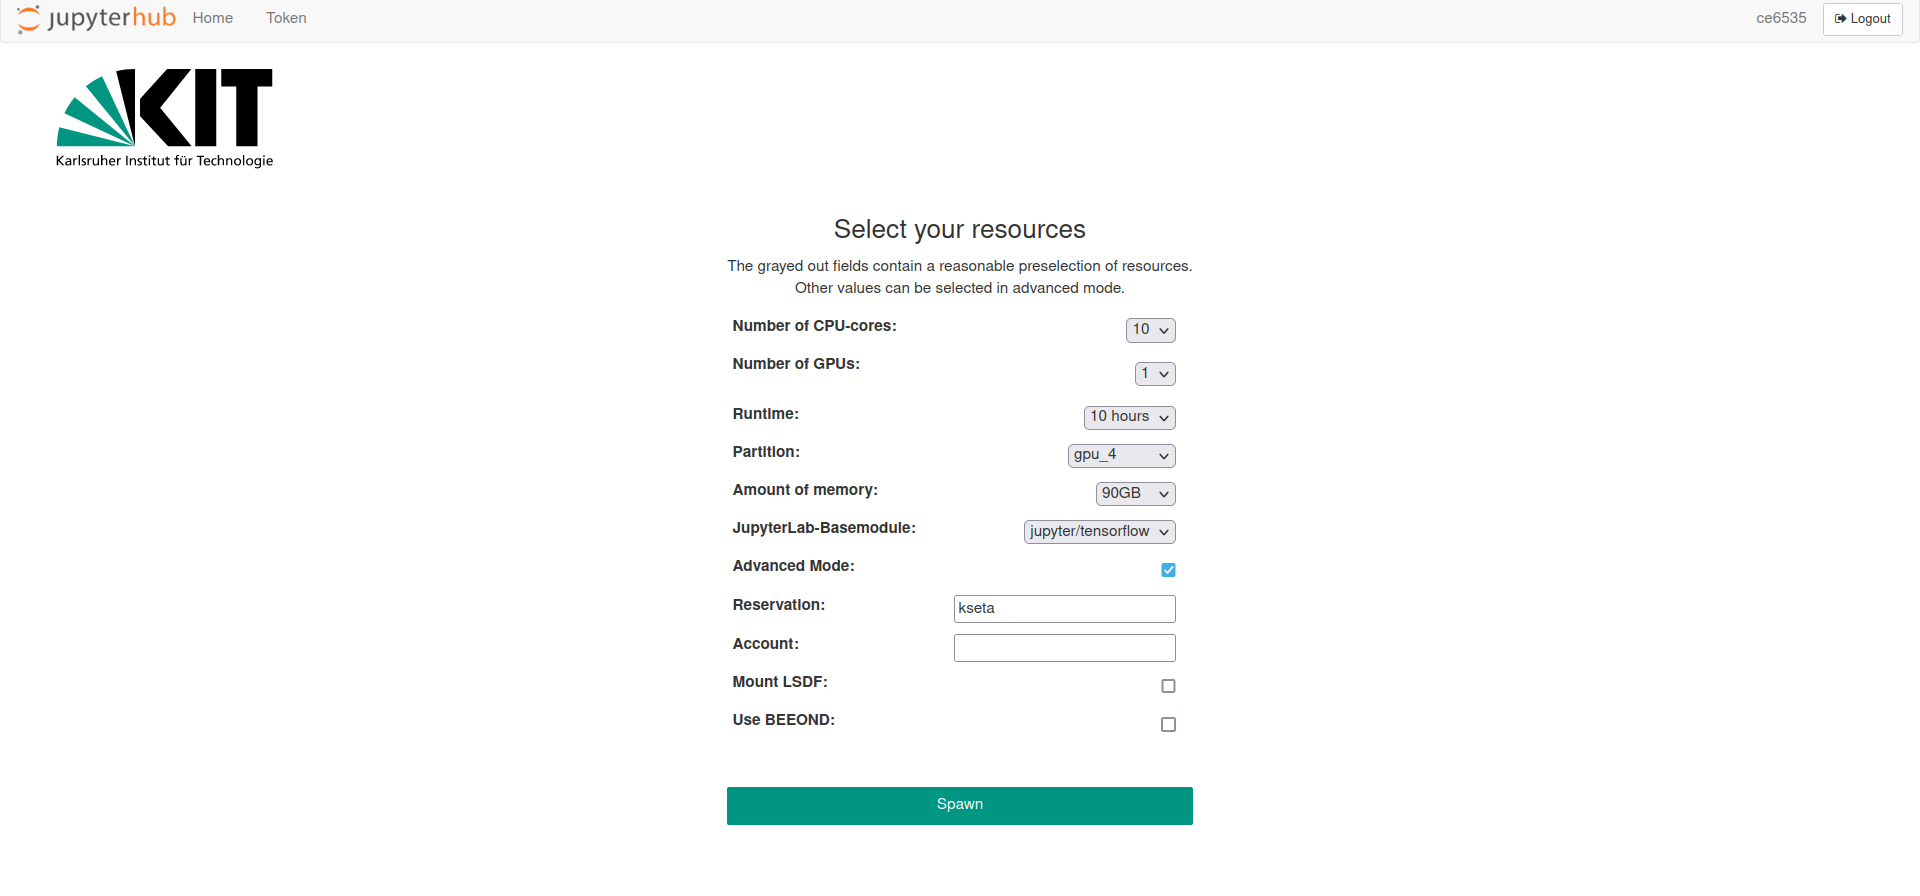 jupyterhub Home Token ce6535 Logout
KIT
Karlsruher Institut für Technologie
Select your resources
The grayed out fields contain a reasonable preselection of resources.
Other values can be selected in advanced mode.
Number of CPU-cores: 10
Number of GPUs: 1
Runtime: 10 hours
Partition: gpu_4
Amount of memory: 90GB
JupyterLab-Basemodule: jupyter/tensorflow
Advanced Mode:
Reservation: kseta
Account:
Mount LSDF:
Use BEEOND:
Spawn